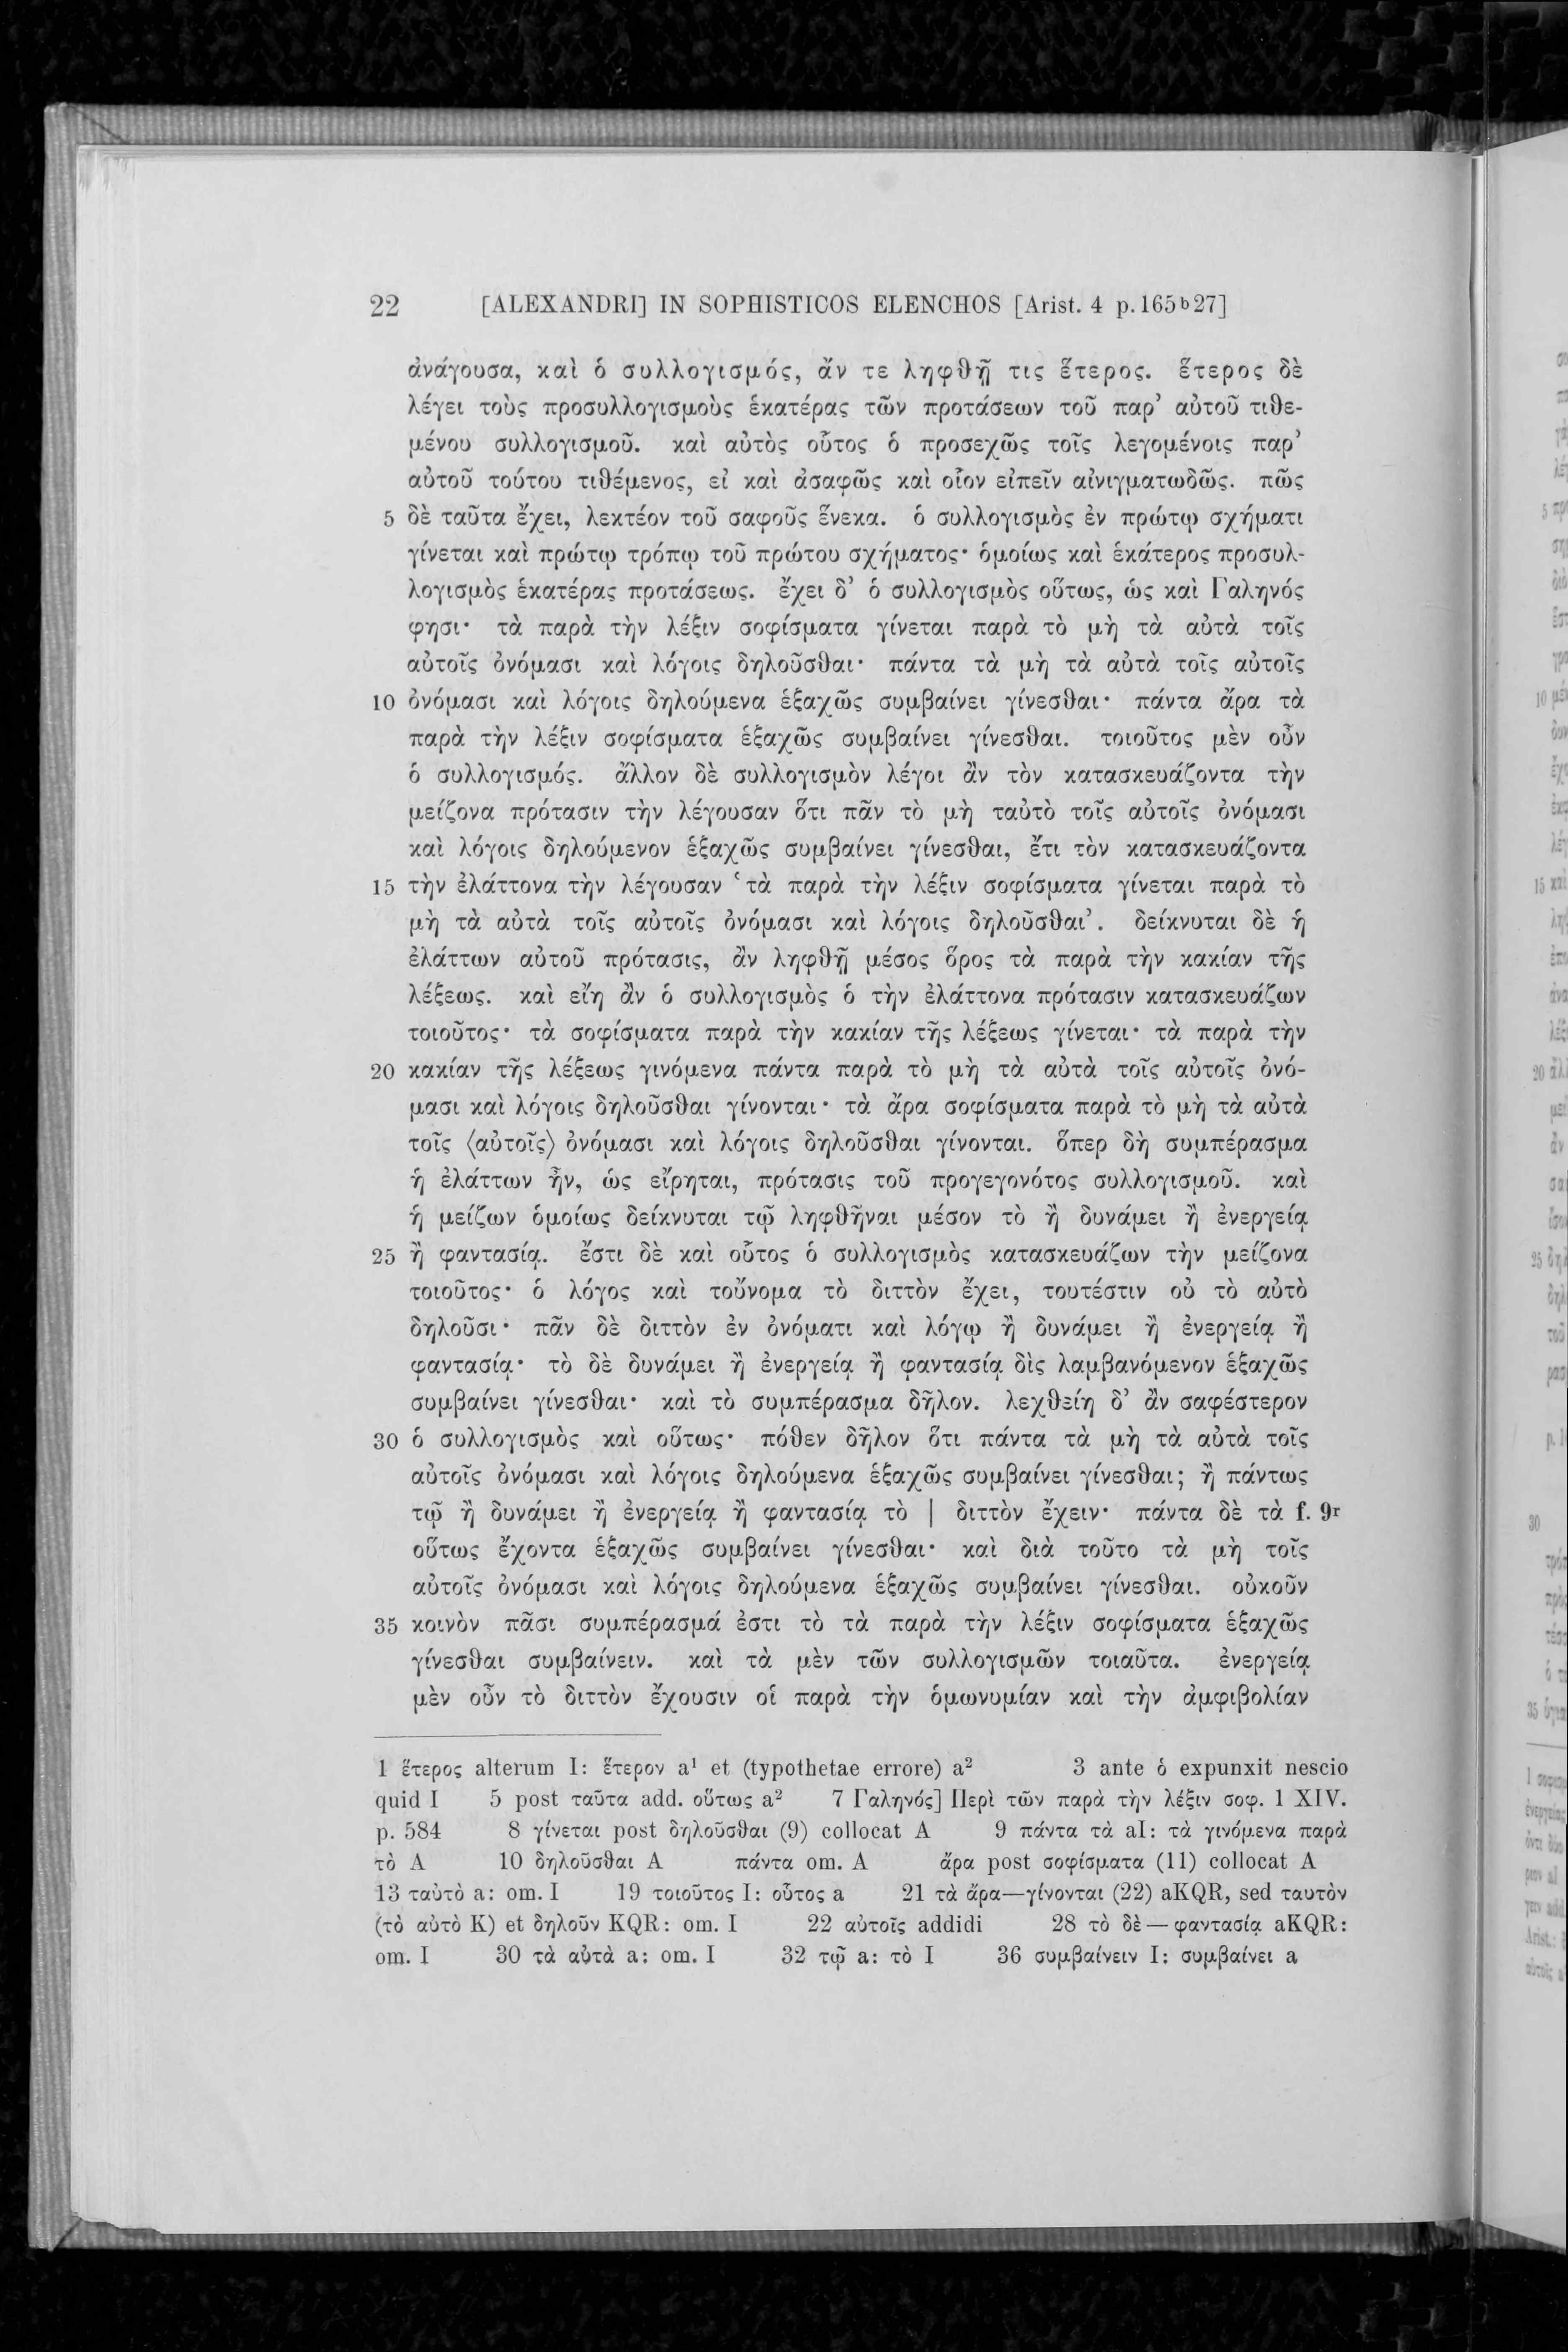 22 [ALEXANDRI] IN SOPHISTICOS ELENCHOS [Arist. 4 p. 165ᵇ27]
ἀνάγουσα, καὶ ὁ συλλογισμός, ἄν τε ληφθῇ τις ἕτερος. ἕτερος δὲ
λέγει τοὺς προσυλλογισμοὺς ἑκατέρας τῶν προτάσεων τοῦ παρ’ αὐτοῦ τιθε-
μένου συλλογισμοῦ. καὶ αὐτὸς οὗτος ὁ προσεχῶς τοῖς λεγομένοις παρ’
αὐτοῦ τούτου τιθέμενος, εἰ καὶ ἀσαφῶς καὶ οἷον εἰπεῖν αἰνιγματωδῶς. πῶς
5 δὲ ταῦτα ἔχει, λεκτέον τοῦ σαφοῦς ἕνεκα. ὁ συλλογισμὸς ἐν πρώτῳ σχήματι
γίνεται καὶ πρώτῳ τρόπῳ τοῦ πρώτου σχήματος· ὁμοίως καὶ ἑκάτερος προσυλ-
λογισμὸς ἑκατέρας προτάσεως. ἔχει δ’ ὁ συλλογισμὸς οὕτως, ὡς καὶ Γαληνός
φησι· τὰ παρὰ τὴν λέξιν σοφίσματα γίνεται παρὰ τὸ μὴ τὰ αὐτὰ τοῖς
αὐτοῖς ὀνόμασι καὶ λόγοις δηλοῦσθαι· πάντα τὰ μὴ τὰ αὐτὰ τοῖς αὐτοῖς
10 ὀνόμασι καὶ λόγοις δηλούμενα ἑξαχῶς συμβαίνει γίνεσθαι· πάντα ἄρα τὰ
παρὰ τὴν λέξιν σοφίσματα ἑξαχῶς συμβαίνει γίνεσθαι. τοιοῦτος μὲν οὖν
ὁ συλλογισμός. ἄλλον δὲ συλλογισμὸν λέγοι ἂν τὸν κατασκευάζοντα τὴν
μείζονα πρότασιν τὴν λέγουσαν ὅτι πᾶν τὸ μὴ ταὐτὸ τοῖς αὐτοῖς ὀνόμασι
καὶ λόγοις δηλούμενον ἑξαχῶς συμβαίνει γίνεσθαι, ἔτι τὸν κατασκευάζοντα
15 τὴν ἐλάττονα τὴν λέγουσαν ‘τὰ παρὰ τὴν λέξιν σοφίσματα γίνεται παρὰ τὸ
μὴ τὰ αὐτὰ τοῖς αὐτοῖς ὀνόμασι καὶ λόγοις δηλοῦσθαι’. δείκνυται δὲ ἡ
ἐλάττων αὐτοῦ πρότασις, ἂν ληφθῇ μέσος ὅρος τὰ παρὰ τὴν κακίαν τῆς
λέξεως. καὶ εἴη ἂν ὁ συλλογισμὸς ὁ τὴν ἐλάττονα πρότασιν κατασκευάζων
τοιοῦτος· τὰ σοφίσματα παρὰ τὴν κακίαν τῆς λέξεως γίνεται· τὰ παρὰ τὴν
20 κακίαν τῆς λέξεως γινόμενα πάντα παρὰ τὸ μὴ τὰ αὐτὰ τοῖς αὐτοῖς ὀνό-
μασι καὶ λόγοις δηλοῦσθαι γίνονται· τὰ ἄρα σοφίσματα παρὰ τὸ μὴ τὰ αὐτὰ
τοῖς ⟨αὐτοῖς⟩ ὀνόμασι καὶ λόγοις δηλοῦσθαι γίνονται. ὅπερ δὴ συμπέρασμα
ἡ ἐλάττων ἦν, ὡς εἴρηται, πρότασις τοῦ προγεγονότος συλλογισμοῦ. καὶ
ἡ μείζων ὁμοίως δείκνυται τῷ ληφθῆναι μέσον τὸ ἢ δυνάμει ἢ ἐνεργείᾳ
25 ἢ φαντασίᾳ. ἔστι δὲ καὶ οὗτος ὁ συλλογισμὸς κατασκευάζων τὴν μείζονα
τοιοῦτος· ὁ λόγος καὶ τοὔνομα τὸ διττὸν ἔχει, τουτέστιν οὐ τὸ αὐτὸ
δηλοῦσι· πᾶν δὲ διττὸν ἐν ὀνόματι καὶ λόγῳ ἢ δυνάμει ἢ ἐνεργείᾳ ἢ
φαντασίᾳ· τὸ δὲ δυνάμει ἢ ἐνεργείᾳ ἢ φαντασίᾳ δὶς λαμβανόμενον ἑξαχῶς
συμβαίνει γίνεσθαι· καὶ τὸ συμπέρασμα δῆλον. λεχθείη δ’ ἂν σαφέστερον
30 ὁ συλλογισμὸς καὶ οὕτως· πόθεν δῆλον ὅτι πάντα τὰ μὴ τὰ αὐτὰ τοῖς
αὐτοῖς ὀνόμασι καὶ λόγοις δηλούμενα ἑξαχῶς συμβαίνει γίνεσθαι; ἢ πάντως
τῷ ἢ δυνάμει ἢ ἐνεργείᾳ ἢ φαντασίᾳ τὸ | διττὸν ἔχειν· πάντα δὲ τὰ f. 9ʳ
οὕτως ἔχοντα ἑξαχῶς συμβαίνει γίνεσθαι· καὶ διὰ τοῦτο τὰ μὴ τοῖς
αὐτοῖς ὀνόμασι καὶ λόγοις δηλούμενα ἑξαχῶς συμβαίνει γίνεσθαι. οὐκοῦν
35 κοινὸν πᾶσι συμπέρασμά ἐστι τὸ τὰ παρὰ τὴν λέξιν σοφίσματα ἑξαχῶς
γίνεσθαι συμβαίνειν. καὶ τὰ μὲν τῶν συλλογισμῶν τοιαῦτα. ἐνεργείᾳ
μὲν οὖν τὸ διττὸν ἔχουσιν οἱ παρὰ τὴν ὁμωνυμίαν καὶ τὴν ἀμφιβολίαν
1 ἕτερος alterum I: ἕτερον a¹ et (typothetae errore) a² 3 ante ὁ expunxit nescio
quid I 5 post ταῦτα add. οὕτως a² 7 Γαληνός] Περὶ τῶν παρὰ τὴν λέξιν σοφ. 1 XIV.
p. 584 8 γίνεται post δηλοῦσθαι (9) collocat A 9 πάντα τὰ aI: τὰ γινόμενα παρὰ
τὸ A 10 δηλοῦσθαι A πάντα om. A ἄρα post σοφίσματα (11) collocat A
13 ταὐτὸ a: om. I 19 τοιοῦτος I: οὗτος a 21 τὰ ἄρα—γίνονται (22) aKQR, sed ταυτὸν
(τὸ αὐτὸ K) et δηλοῦν KQR: om. I 22 αὐτοῖς addidi 28 τὸ δὲ—φαντασίᾳ aKQR:
om. I 30 τὰ αὐτὰ a: om. I 32 τῷ a: τὸ I 36 συμβαίνειν I: συμβαίνει a